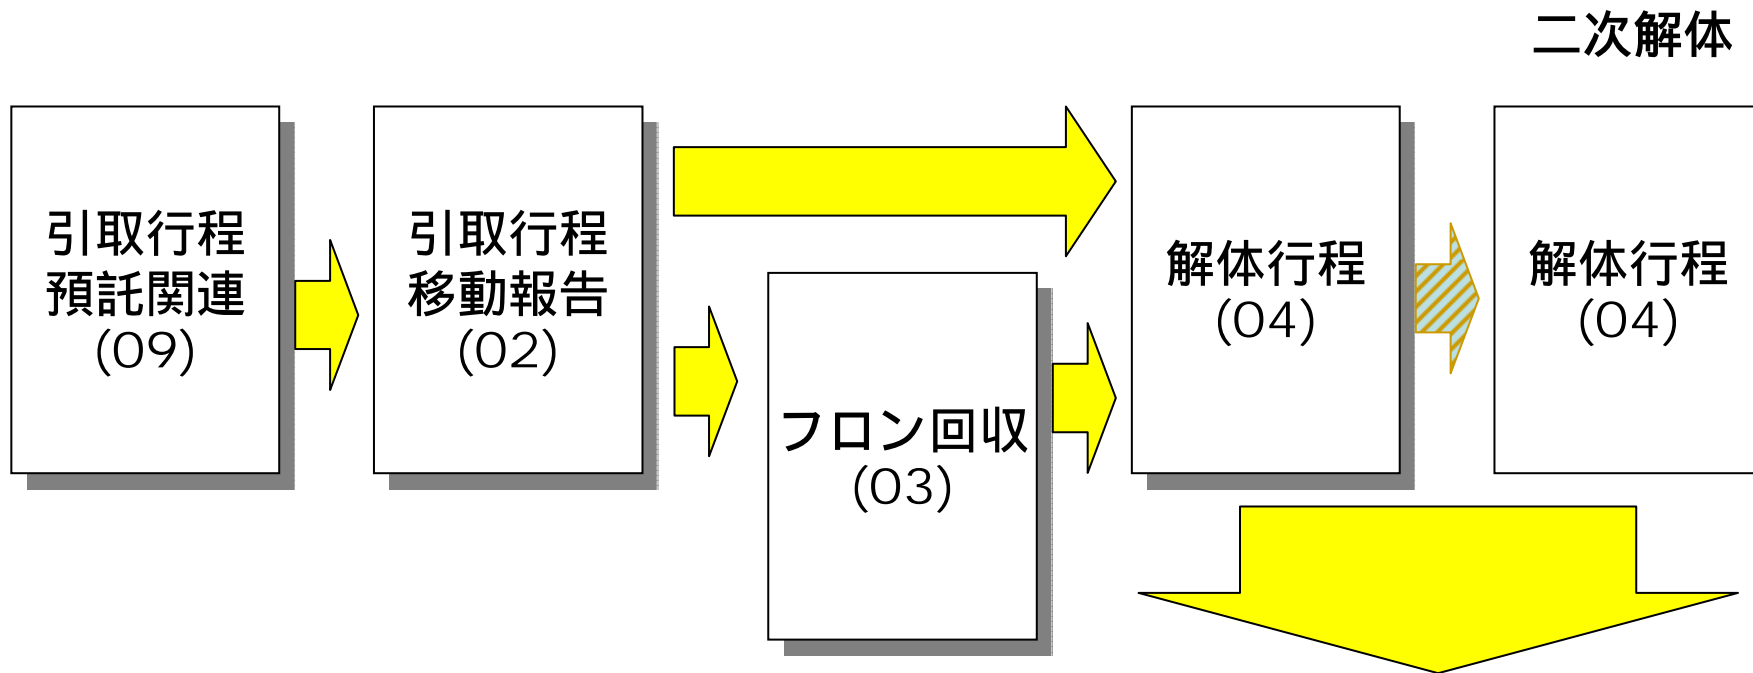 二次解体
引取行程
預託関連
(09)
引取行程
移動報告
(02)
フロン回収
(03)
解体行程
(04)
解体行程
(04)